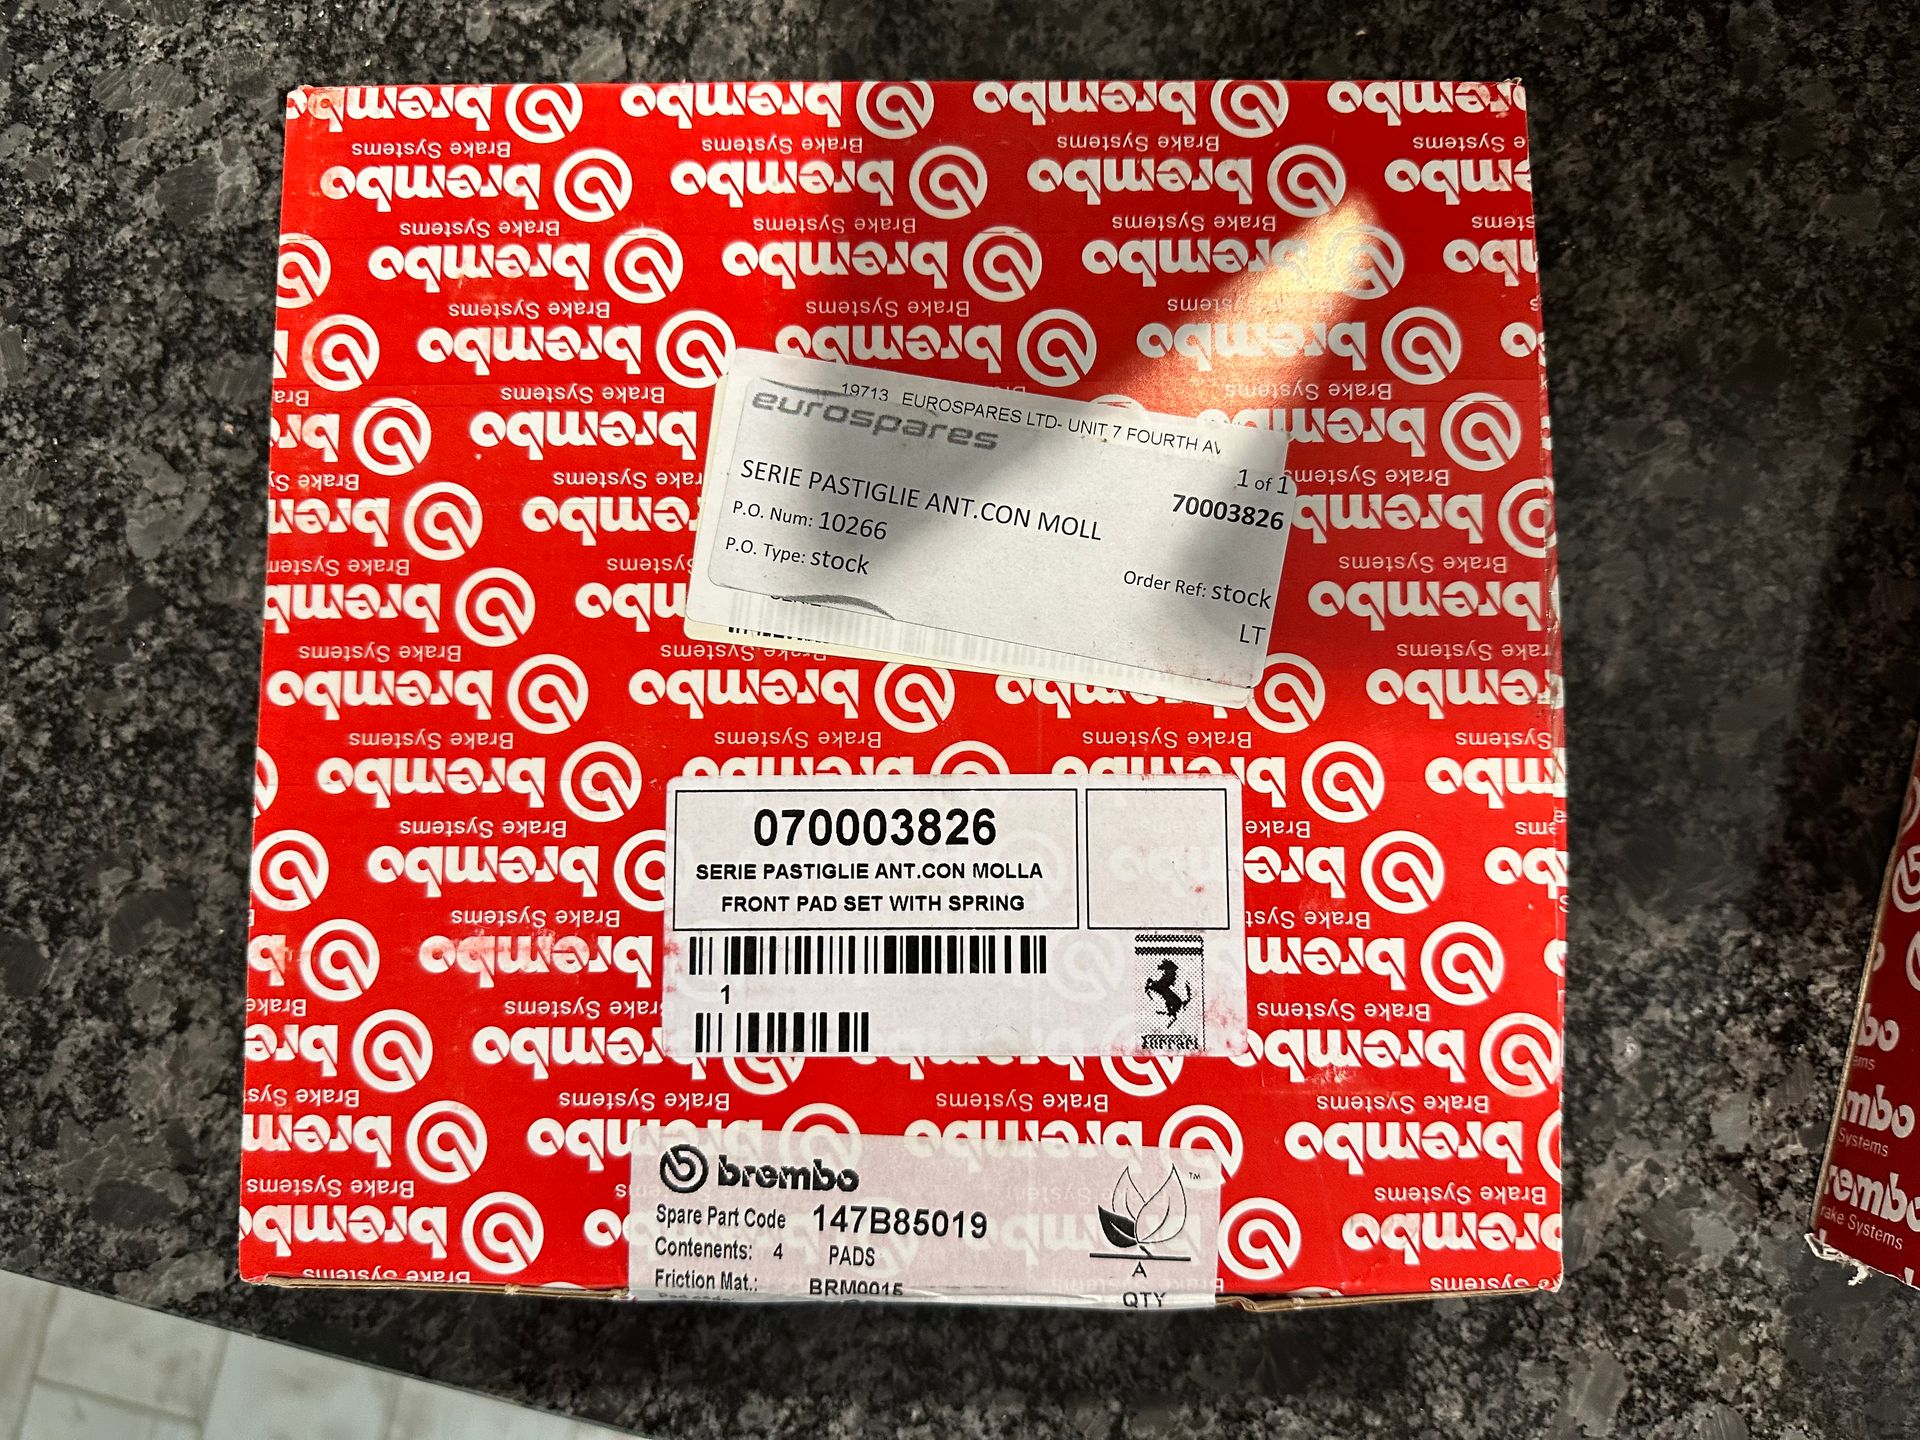 19713 EUROSPARES LTD- UNIT 7 FOURTH AV
eurospares
1 of 1
SERIE PASTIGLIE ANT.CON MOLL
70003826
P.O. Num: 10266
P.O. Type: stock
Order Ref: stock
LT
070003826
SERIE PASTIGLIE ANT.CON MOLLA
FRONT PAD SET WITH SPRING
1
Ferrari
brembo
Spare Part Code 147B85019
Contenents: 4 PADS
Friction Mat.: BRM0015
A
QTY
TM
brembo
Brake Systems